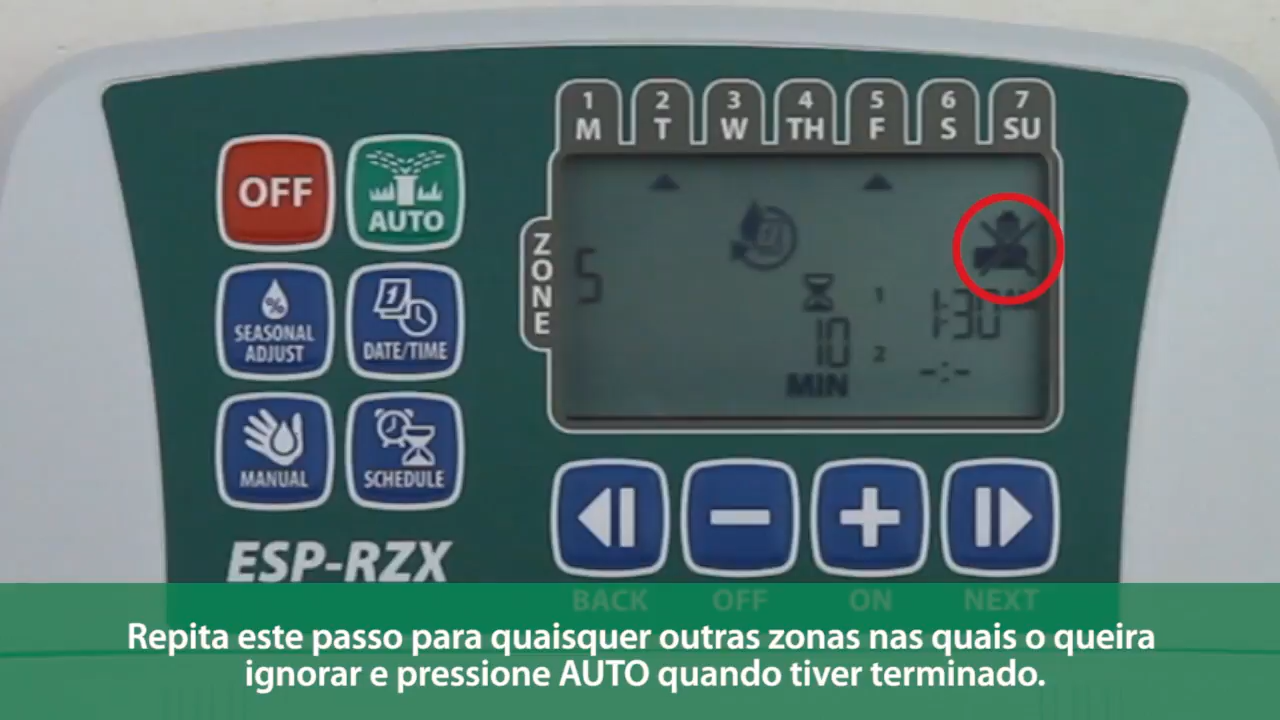 1 2 3 4 5 6 7
M T W TH F S SU
OFF
AUTO
ZONE
5
1
1:30
SEASONAL
ADJUST
1
DATE/TIME
10
2
-:-
MIN
MANUAL
SCHEDULE
ESP-RZX
BACK OFF ON NEXT
Repita este passo para quaisquer outras zonas nas quais o queira
ignorar e pressione AUTO quando tiver terminado.